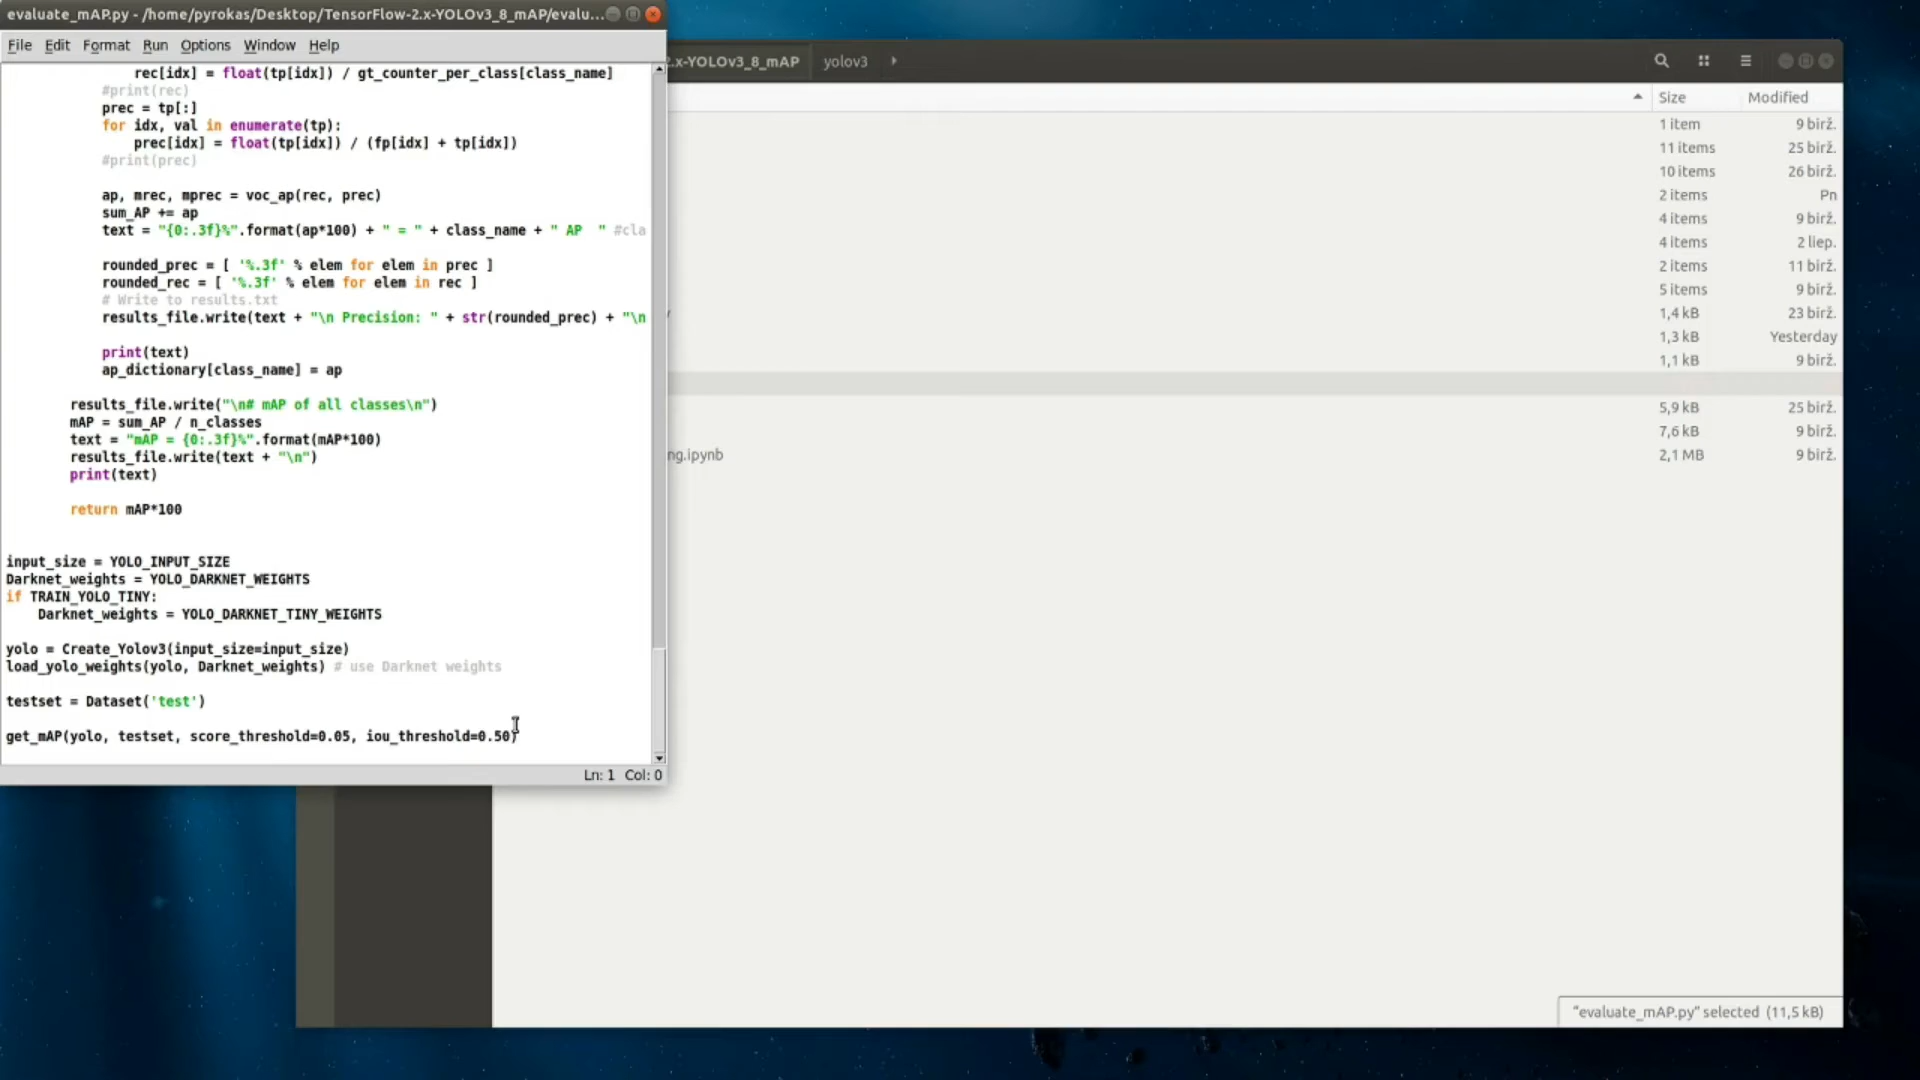 evaluate_mAP.py - /home/pyrokas/Desktop/TensorFlow-2.x-YOLOv3_8_mAP/evalu...
File Edit Format Run Options Window Help
rec[idx] = float(tp[idx]) / gt_counter_per_class[class_name]
#print(rec)
prec = tp[:]
for idx, val in enumerate(tp):
prec[idx] = float(tp[idx]) / (fp[idx] + tp[idx])
#print(prec)
ap, mrec, mprec = voc_ap(rec, prec)
sum_AP += ap
text = "{0:.3f}%".format(ap*100) + " = " + class_name + " AP  " #cla
rounded_prec = [ '%.3f' % elem for elem in prec ]
rounded_rec = [ '%.3f' % elem for elem in rec ]
# Write to results.txt
results_file.write(text + "\n Precision: " + str(rounded_prec) + "\n
print(text)
ap_dictionary[class_name] = ap
results_file.write("\n# mAP of all classes\n")
mAP = sum_AP / n_classes
text = "mAP = {0:.3f}%".format(mAP*100)
results_file.write(text + "\n")
print(text)
return mAP*100
input_size = YOLO_INPUT_SIZE
Darknet_weights = YOLO_DARKNET_WEIGHTS
if TRAIN_YOLO_TINY:
Darknet_weights = YOLO_DARKNET_TINY_WEIGHTS
yolo = Create_Yolov3(input_size=input_size)
load_yolo_weights(yolo, Darknet_weights) # use Darknet weights
testset = Dataset('test')
get_mAP(yolo, testset, score_threshold=0.05, iou_threshold=0.50)
Ln: 1 Col: 0
2.x-YOLOv3_8_mAP yolov3
Size Modified
1 item 9 birž.
11 items 25 birž.
10 items 26 birž.
2 items Pn
4 items 9 birž.
4 items 2 liep.
2 items 11 birž.
5 items 9 birž.
1,4 kB 23 birž.
1,3 kB Yesterday
1,1 kB 9 birž.
5,9 kB 25 birž.
7,6 kB 9 birž.
ng.ipynb 2,1 MB 9 birž.
"evaluate_mAP.py" selected (11,5 kB)